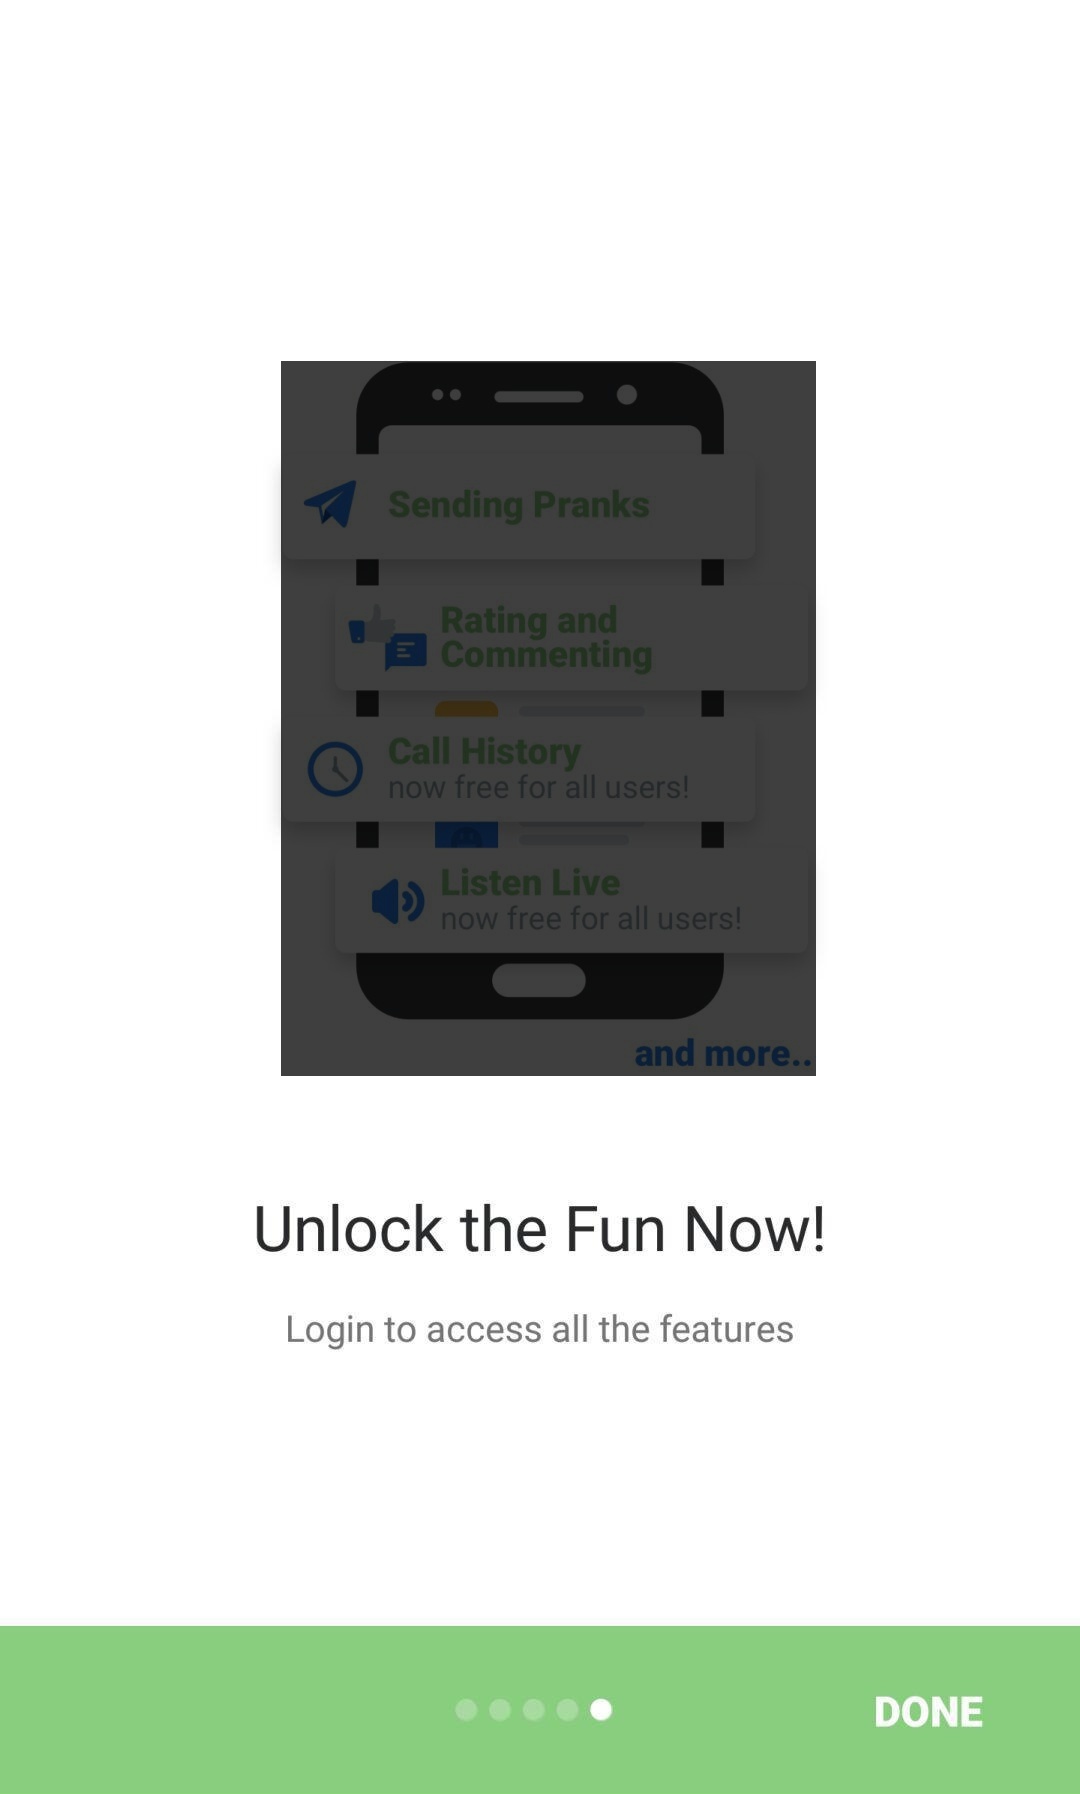 Sending Pranks
Rating and
Commenting
Call History
now free for all users!
Listen Live
now free for all users!
and more..
Unlock the Fun Now!
Login to access all the features
DONE